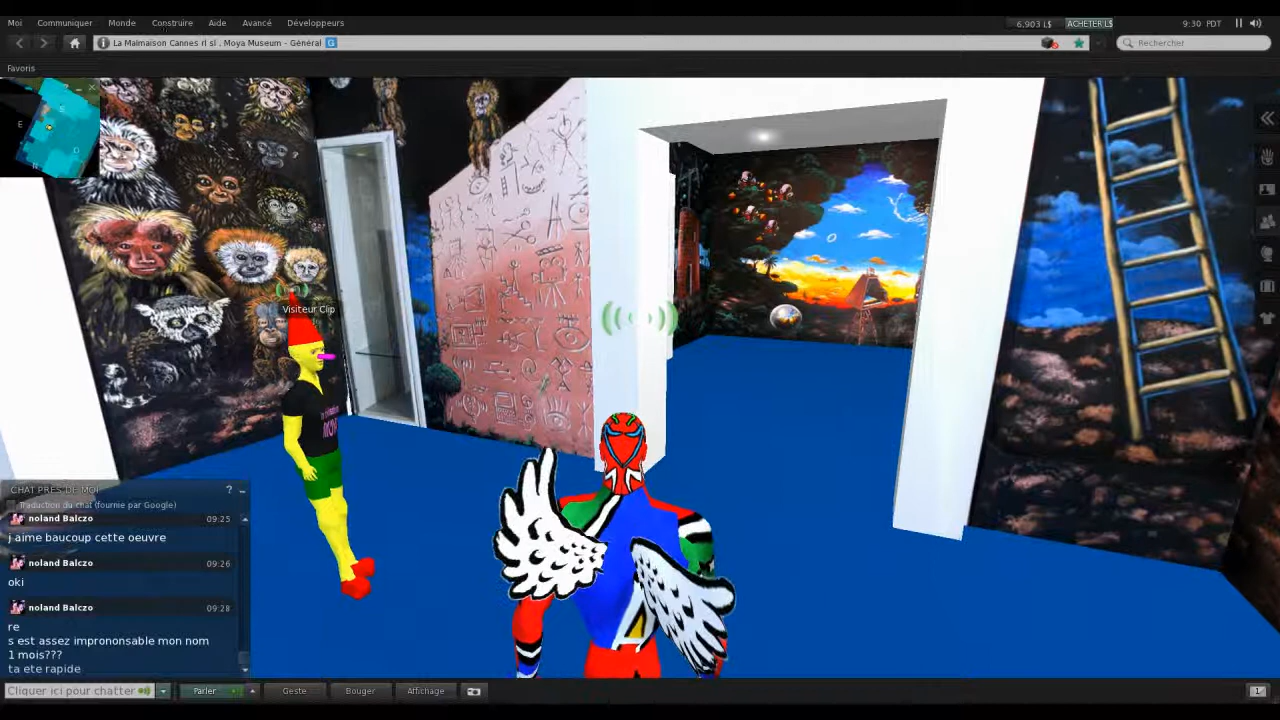 Moi Communiquer Monde Construire Aide Avancé Développeurs 6,903 L$ ACHETER L$ 9:30 PDT
La Malmaison Cannes rl sl , Moya Museum - Général G Rechercher
Favoris
Visiteur Clip
CHAT PRÈS DE MOI ?
Traduction du chat (fournie par Google)
noland Balczo 09:25
j aime baucoup cette oeuvre
noland Balczo 09:26
oki
noland Balczo 09:28
re
s est assez imprononsable mon nom
1 mois???
ta ete rapide
Cliquer ici pour chatter Parler Geste Bouger Affichage 1